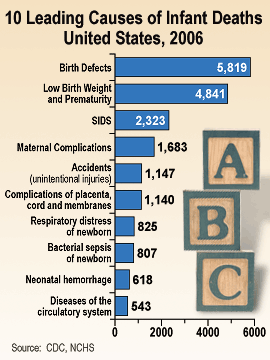 10 Leading Causes of Infant Deaths
United States, 2006
Birth Defects 5,819
Low Birth Weight
and Prematurity 4,841
SIDS 2,323
Maternal Complications 1,683
Accidents
(unintentional injuries) 1,147
Complications of placenta,
cord and membranes 1,140
Respiratory distress
of newborn 825
Bacterial sepsis
of newborn 807
Neonatal hemorrhage 618
Diseases of the
circulatory system 543
0 2000 4000 6000
A
B
C
Source: CDC, NCHS